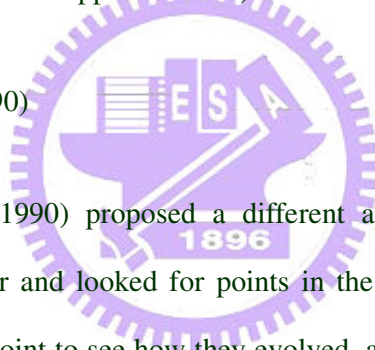 90)
E S A
1990) proposed a different a
1896
r and looked for points in the
oint to see how they evolved, a